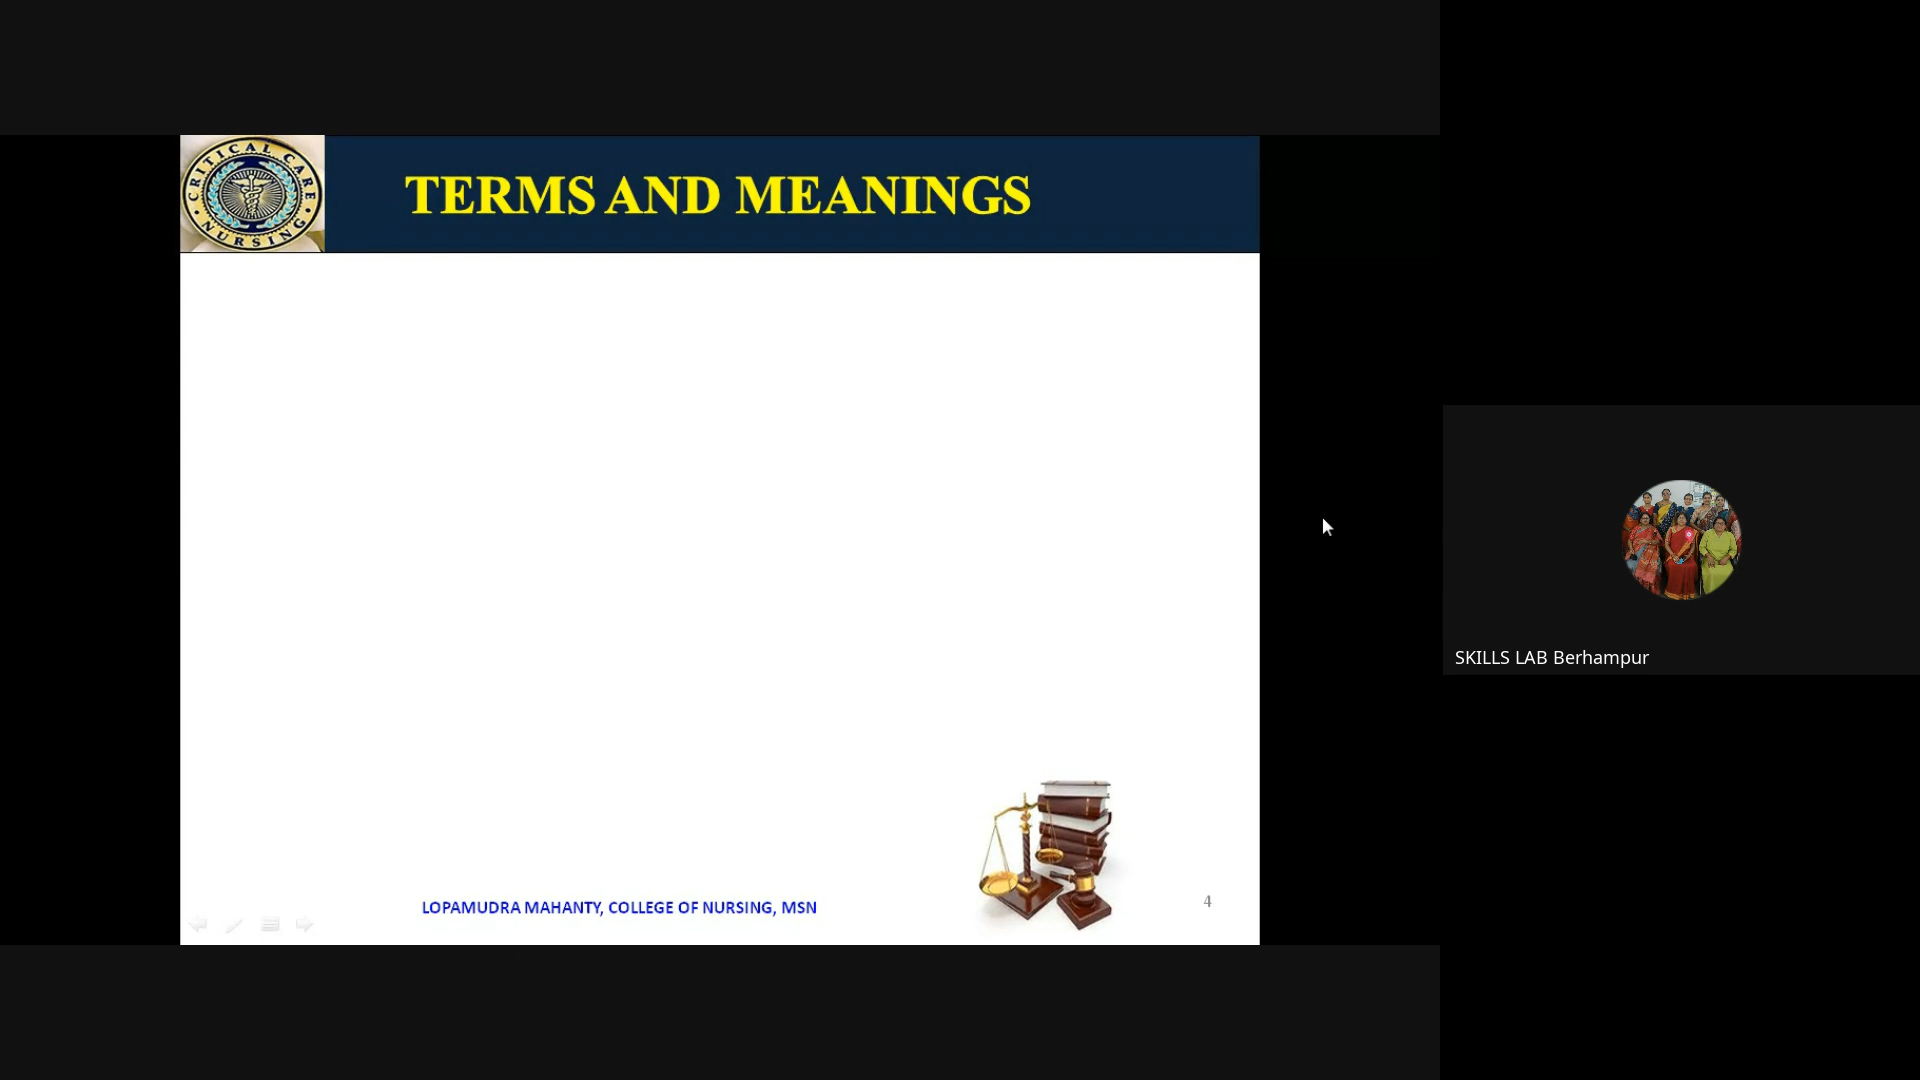 CRITICAL CARE
NURSING
TERMS AND MEANINGS
LOPAMUDRA MAHANTY, COLLEGE OF NURSING, MSN
4
SKILLS LAB Berhampur